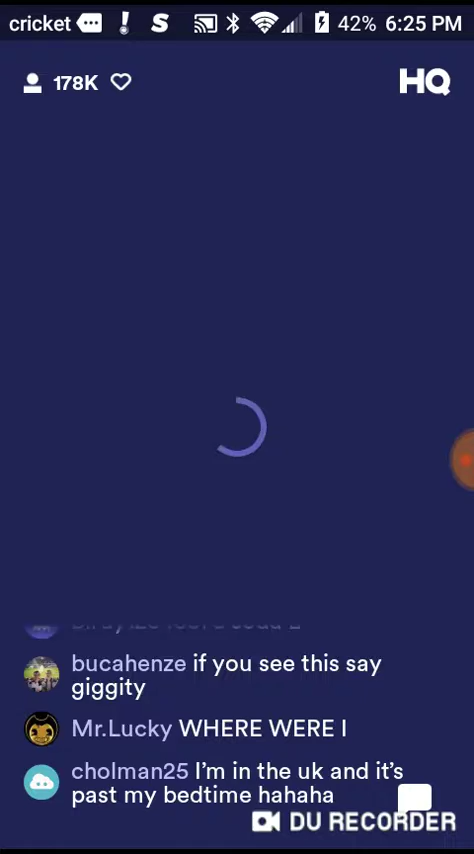 cricket 42% 6:25 PM
178K HQ
bucahenze if you see this say
giggity
Mr.Lucky WHERE WERE I
cholman25 I'm in the uk and it's
past my bedtime hahaha
DU RECORDER